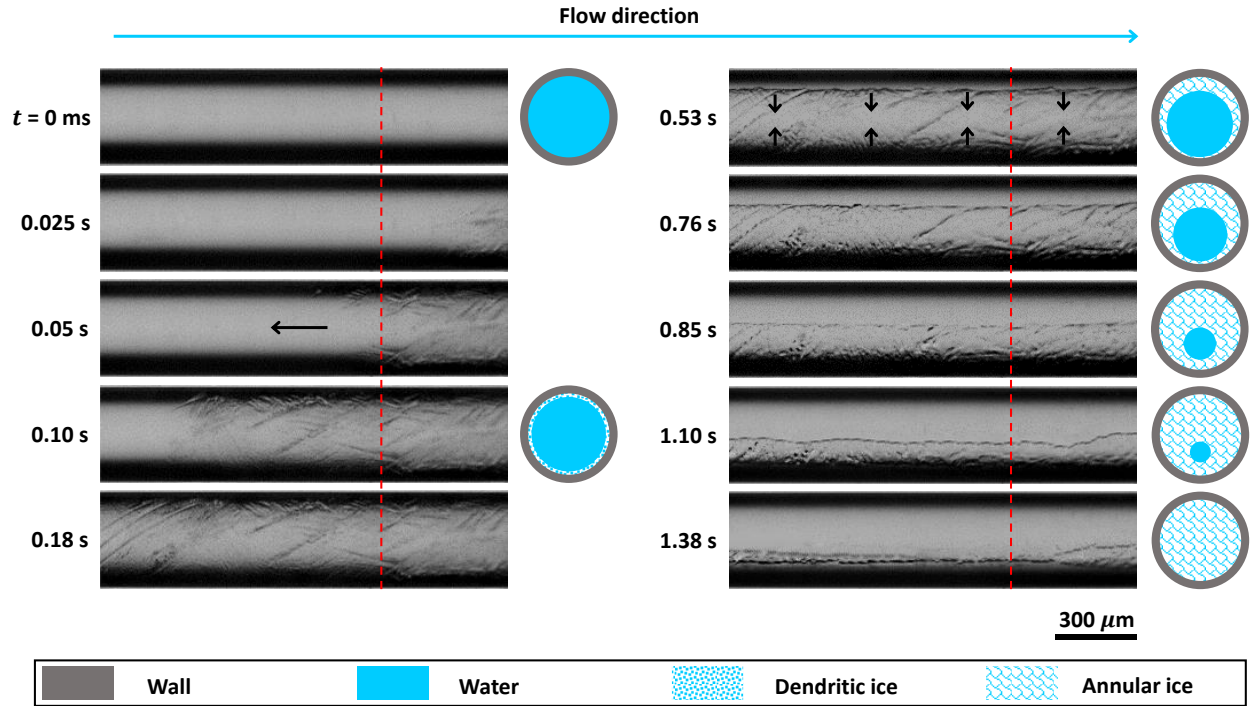 Flow direction
𝑡 = 0 ms
0.025 s
0.05 s
0.10 s
0.18 s
0.53 s
0.76 s
0.85 s
1.10 s
1.38 s
300 𝜇m
Wall
Water
Dendritic ice
Annular ice